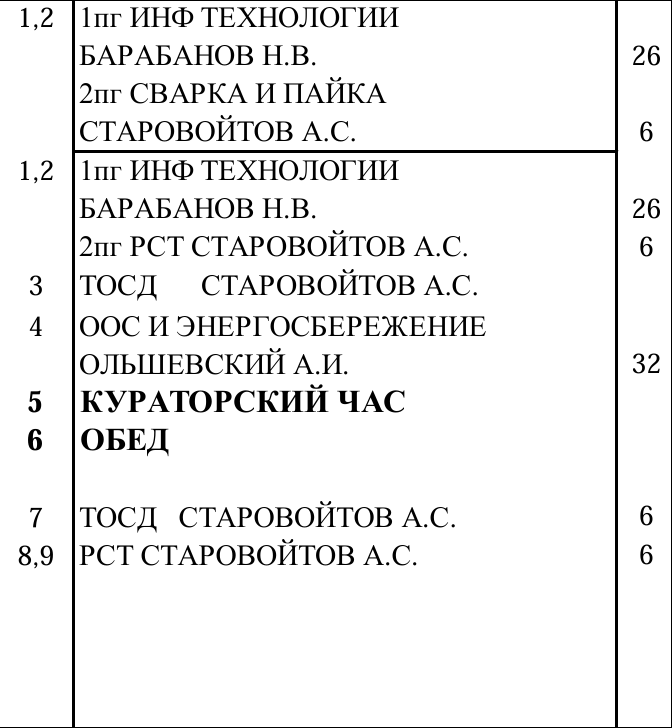 1,2 1пг ИНФ ТЕХНОЛОГИИ
БАРАБАНОВ Н.В. 26
2пг СВАРКА И ПАЙКА
СТАРОВОЙТОВ А.С. 6
1,2 1пг ИНФ ТЕХНОЛОГИИ
БАРАБАНОВ Н.В. 26
2пг РСТ СТАРОВОЙТОВ А.С. 6
3 ТОСД СТАРОВОЙТОВ А.С.
4 ООС И ЭНЕРГОСБЕРЕЖЕНИЕ
ОЛЬШЕВСКИЙ А.И. 32
5 КУРАТОРСКИЙ ЧАС
6 ОБЕД
7 ТОСД СТАРОВОЙТОВ А.С. 6
8,9 РСТ СТАРОВОЙТОВ А.С. 6